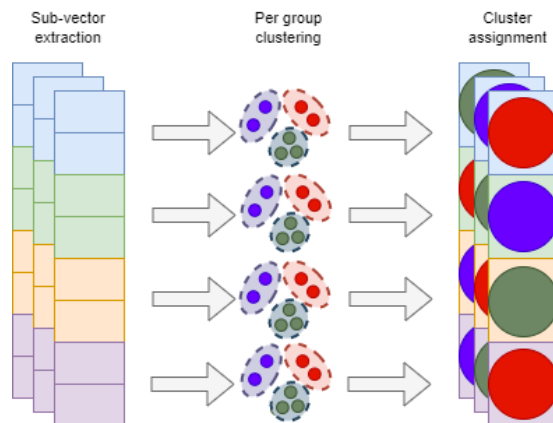 Sub-vector
extraction
Per group
clustering
Cluster
assignment